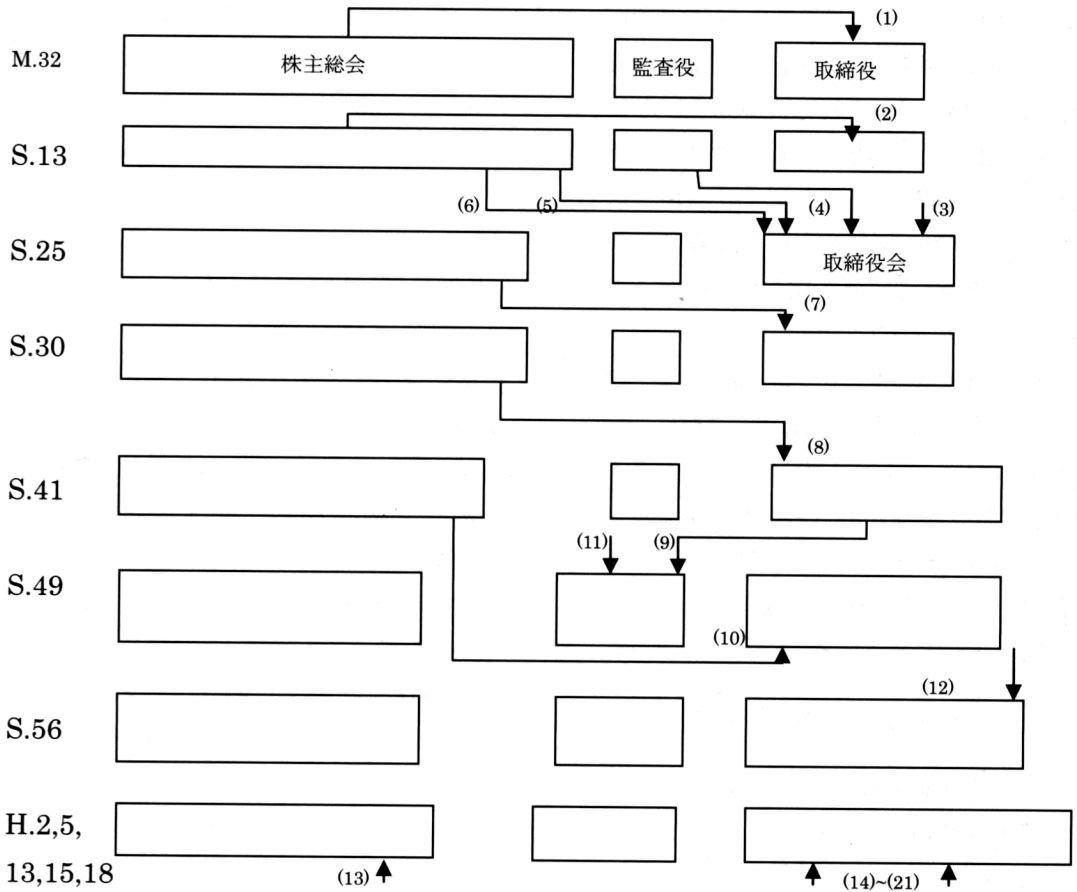 (1)
M.32 株主総会 監査役 取締役
(2)
S.13
(6) (5) (4) (3)
S.25 取締役会
(7)
S.30
(8)
S.41
(11) (9)
S.49
(10)
(12)
S.56
H.2,5,
13,15,18 (13) (14)~(21)